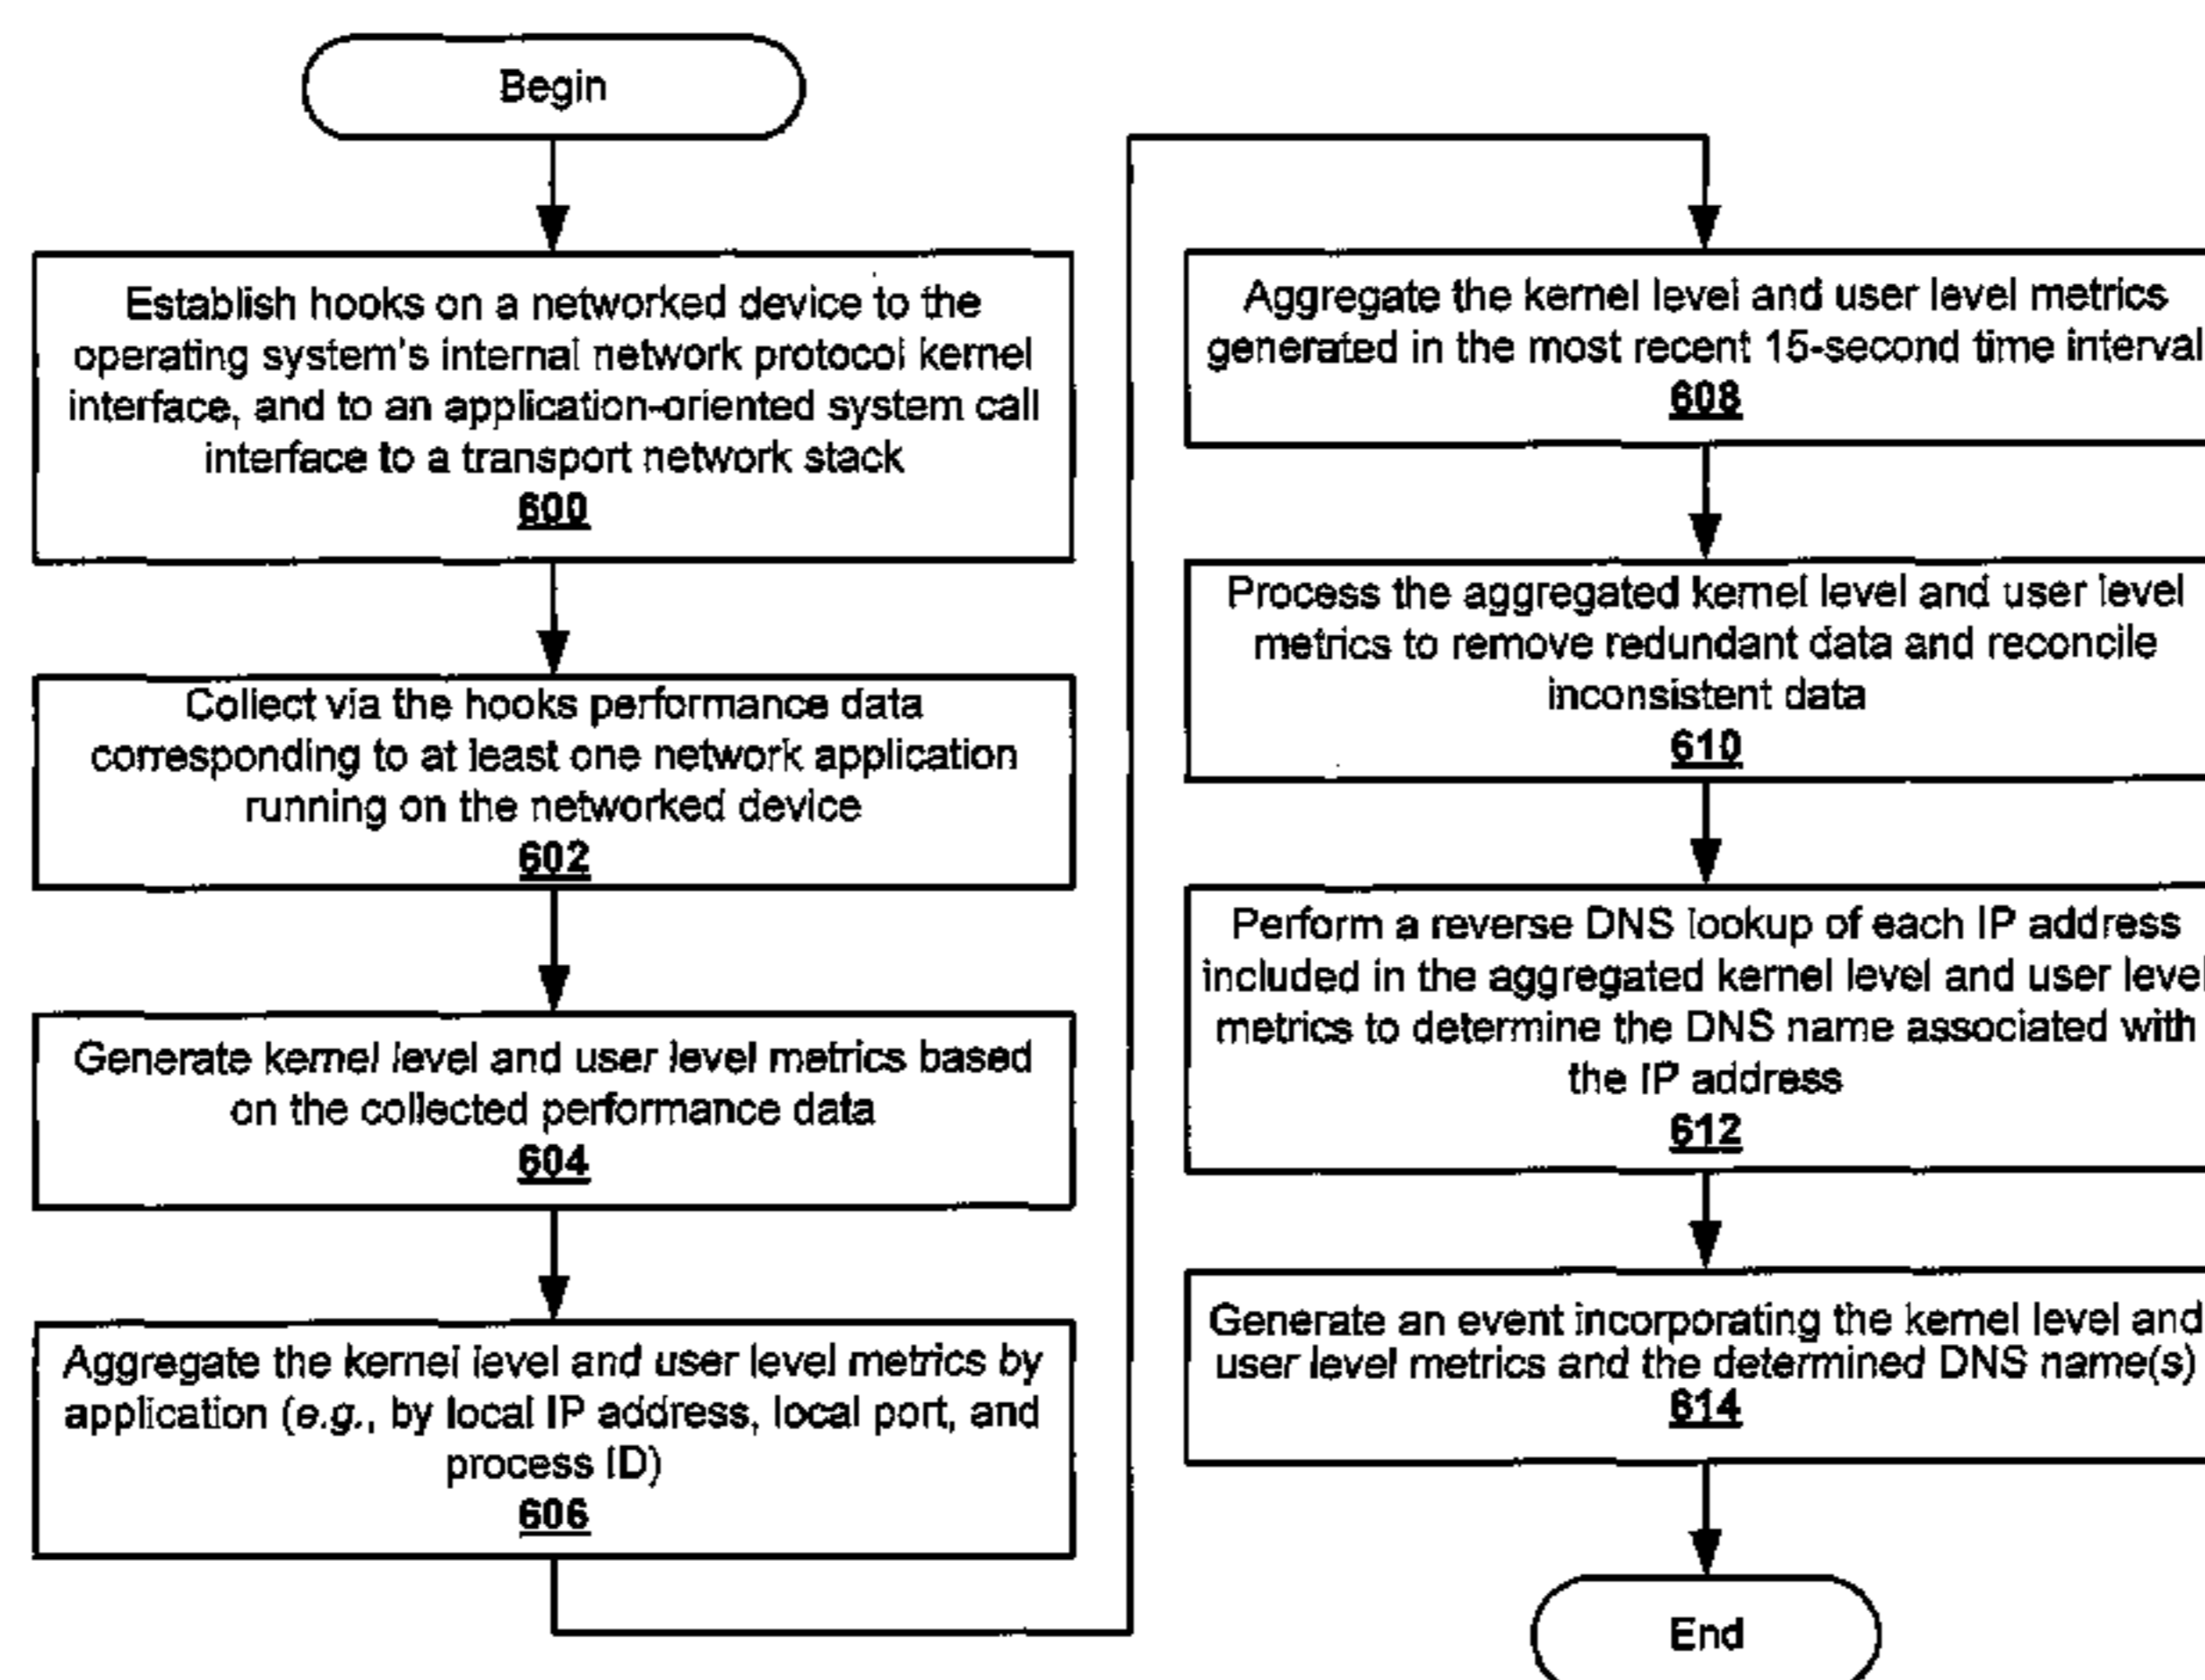 Begin
Establish hooks on a networked device to the
operating system's internal network protocol kernel
interface, and to an application-oriented system call
interface to a transport network stack
600
Collect via the hooks performance data
corresponding to at least one network application
running on the networked device
602
Generate kernel level and user level metrics based
on the collected performance data
604
Aggregate the kernel level and user level metrics by
application (e.g., by local IP address, local port, and
process ID)
606
Aggregate the kernel level and user level metrics
generated in the most recent 15-second time interval
608
Process the aggregated kernel level and user level
metrics to remove redundant data and reconcile
inconsistent data
610
Perform a reverse DNS lookup of each IP address
included in the aggregated kernel level and user level
metrics to determine the DNS name associated with
the IP address
612
Generate an event incorporating the kernel level and
user level metrics and the determined DNS name(s)
614
End